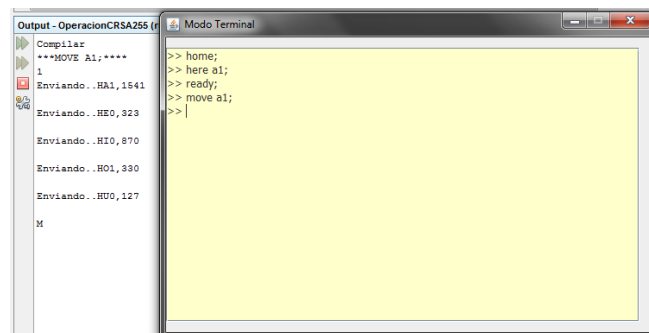 Output - OperacionCRSA255 (r
Compilar
***MOVE A1;****
1
Enviando..HA1,1541
Enviando..HE0,323
Enviando..HI0,870
Enviando..HO1,330
Enviando..HU0,127
M
Modo Terminal
>> home;
>> here a1;
>> ready;
>> move a1;
>>